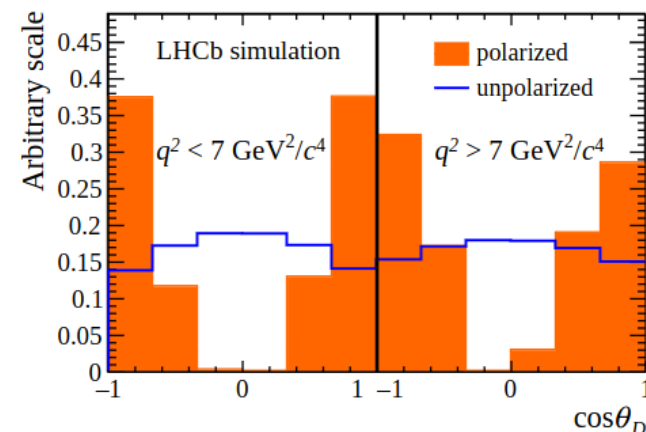 Arbitrary scale
0.45
0.4
0.35
0.3
0.25
0.2
0.15
0.1
0.05
0
LHCb simulation
polarized
unpolarized
q² < 7 GeV²/c⁴
q² > 7 GeV²/c⁴
−1 0 1 −1 0 1
cosθ_D